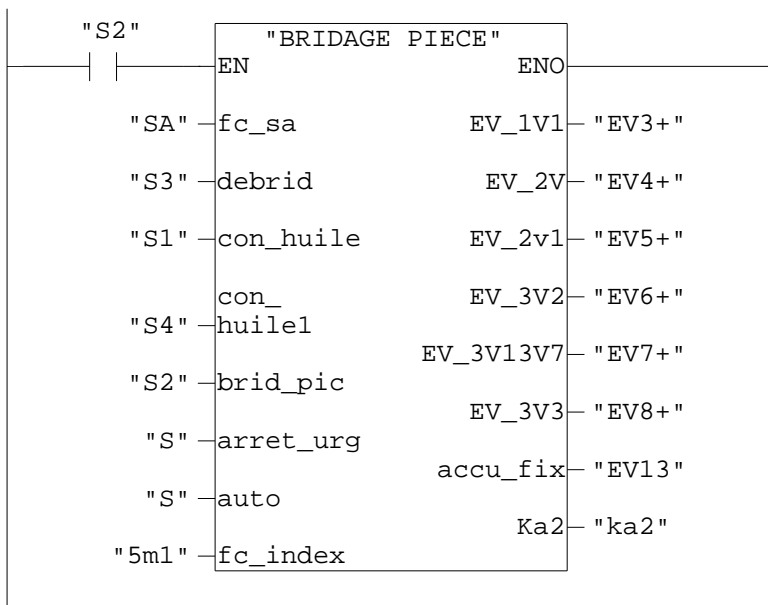 "S2"
"BRIDAGE PIECE"
EN ENO
"SA" fc_sa EV_1V1 "EV3+"
"S3" debrid EV_2V "EV4+"
"S1" con_huile EV_2v1 "EV5+"
con_ EV_3V2 "EV6+"
"S4" huile1
EV_3V13V7 "EV7+"
"S2" brid_pic
EV_3V3 "EV8+"
"S" arret_urg
accu_fix "EV13"
"S" auto
Ka2 "ka2"
"5m1" fc_index